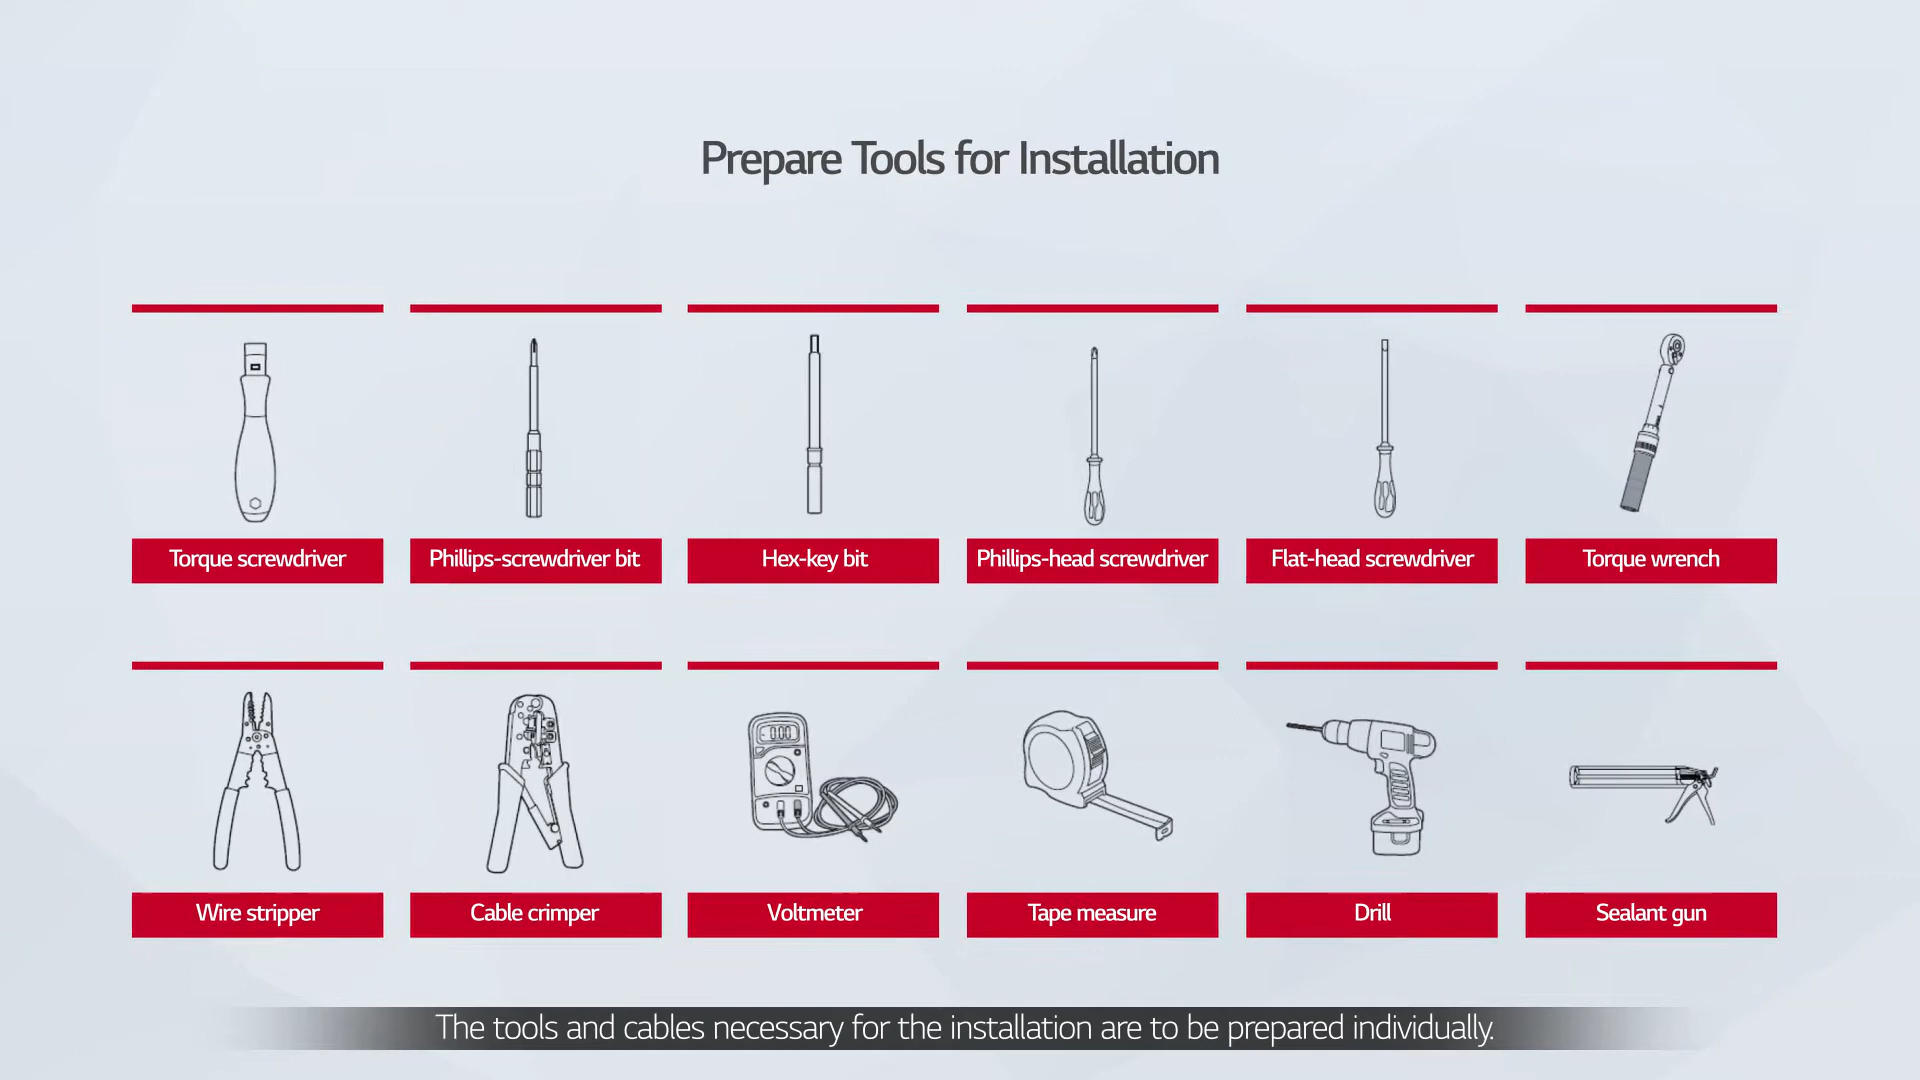 Prepare Tools for Installation
Torque screwdriver
Phillips-screwdriver bit
Hex-key bit
Phillips-head screwdriver
Flat-head screwdriver
Torque wrench
0.00
Wire stripper
Cable crimper
Voltmeter
Tape measure
Drill
Sealant gun
The tools and cables necessary for the installation are to be prepared individually.